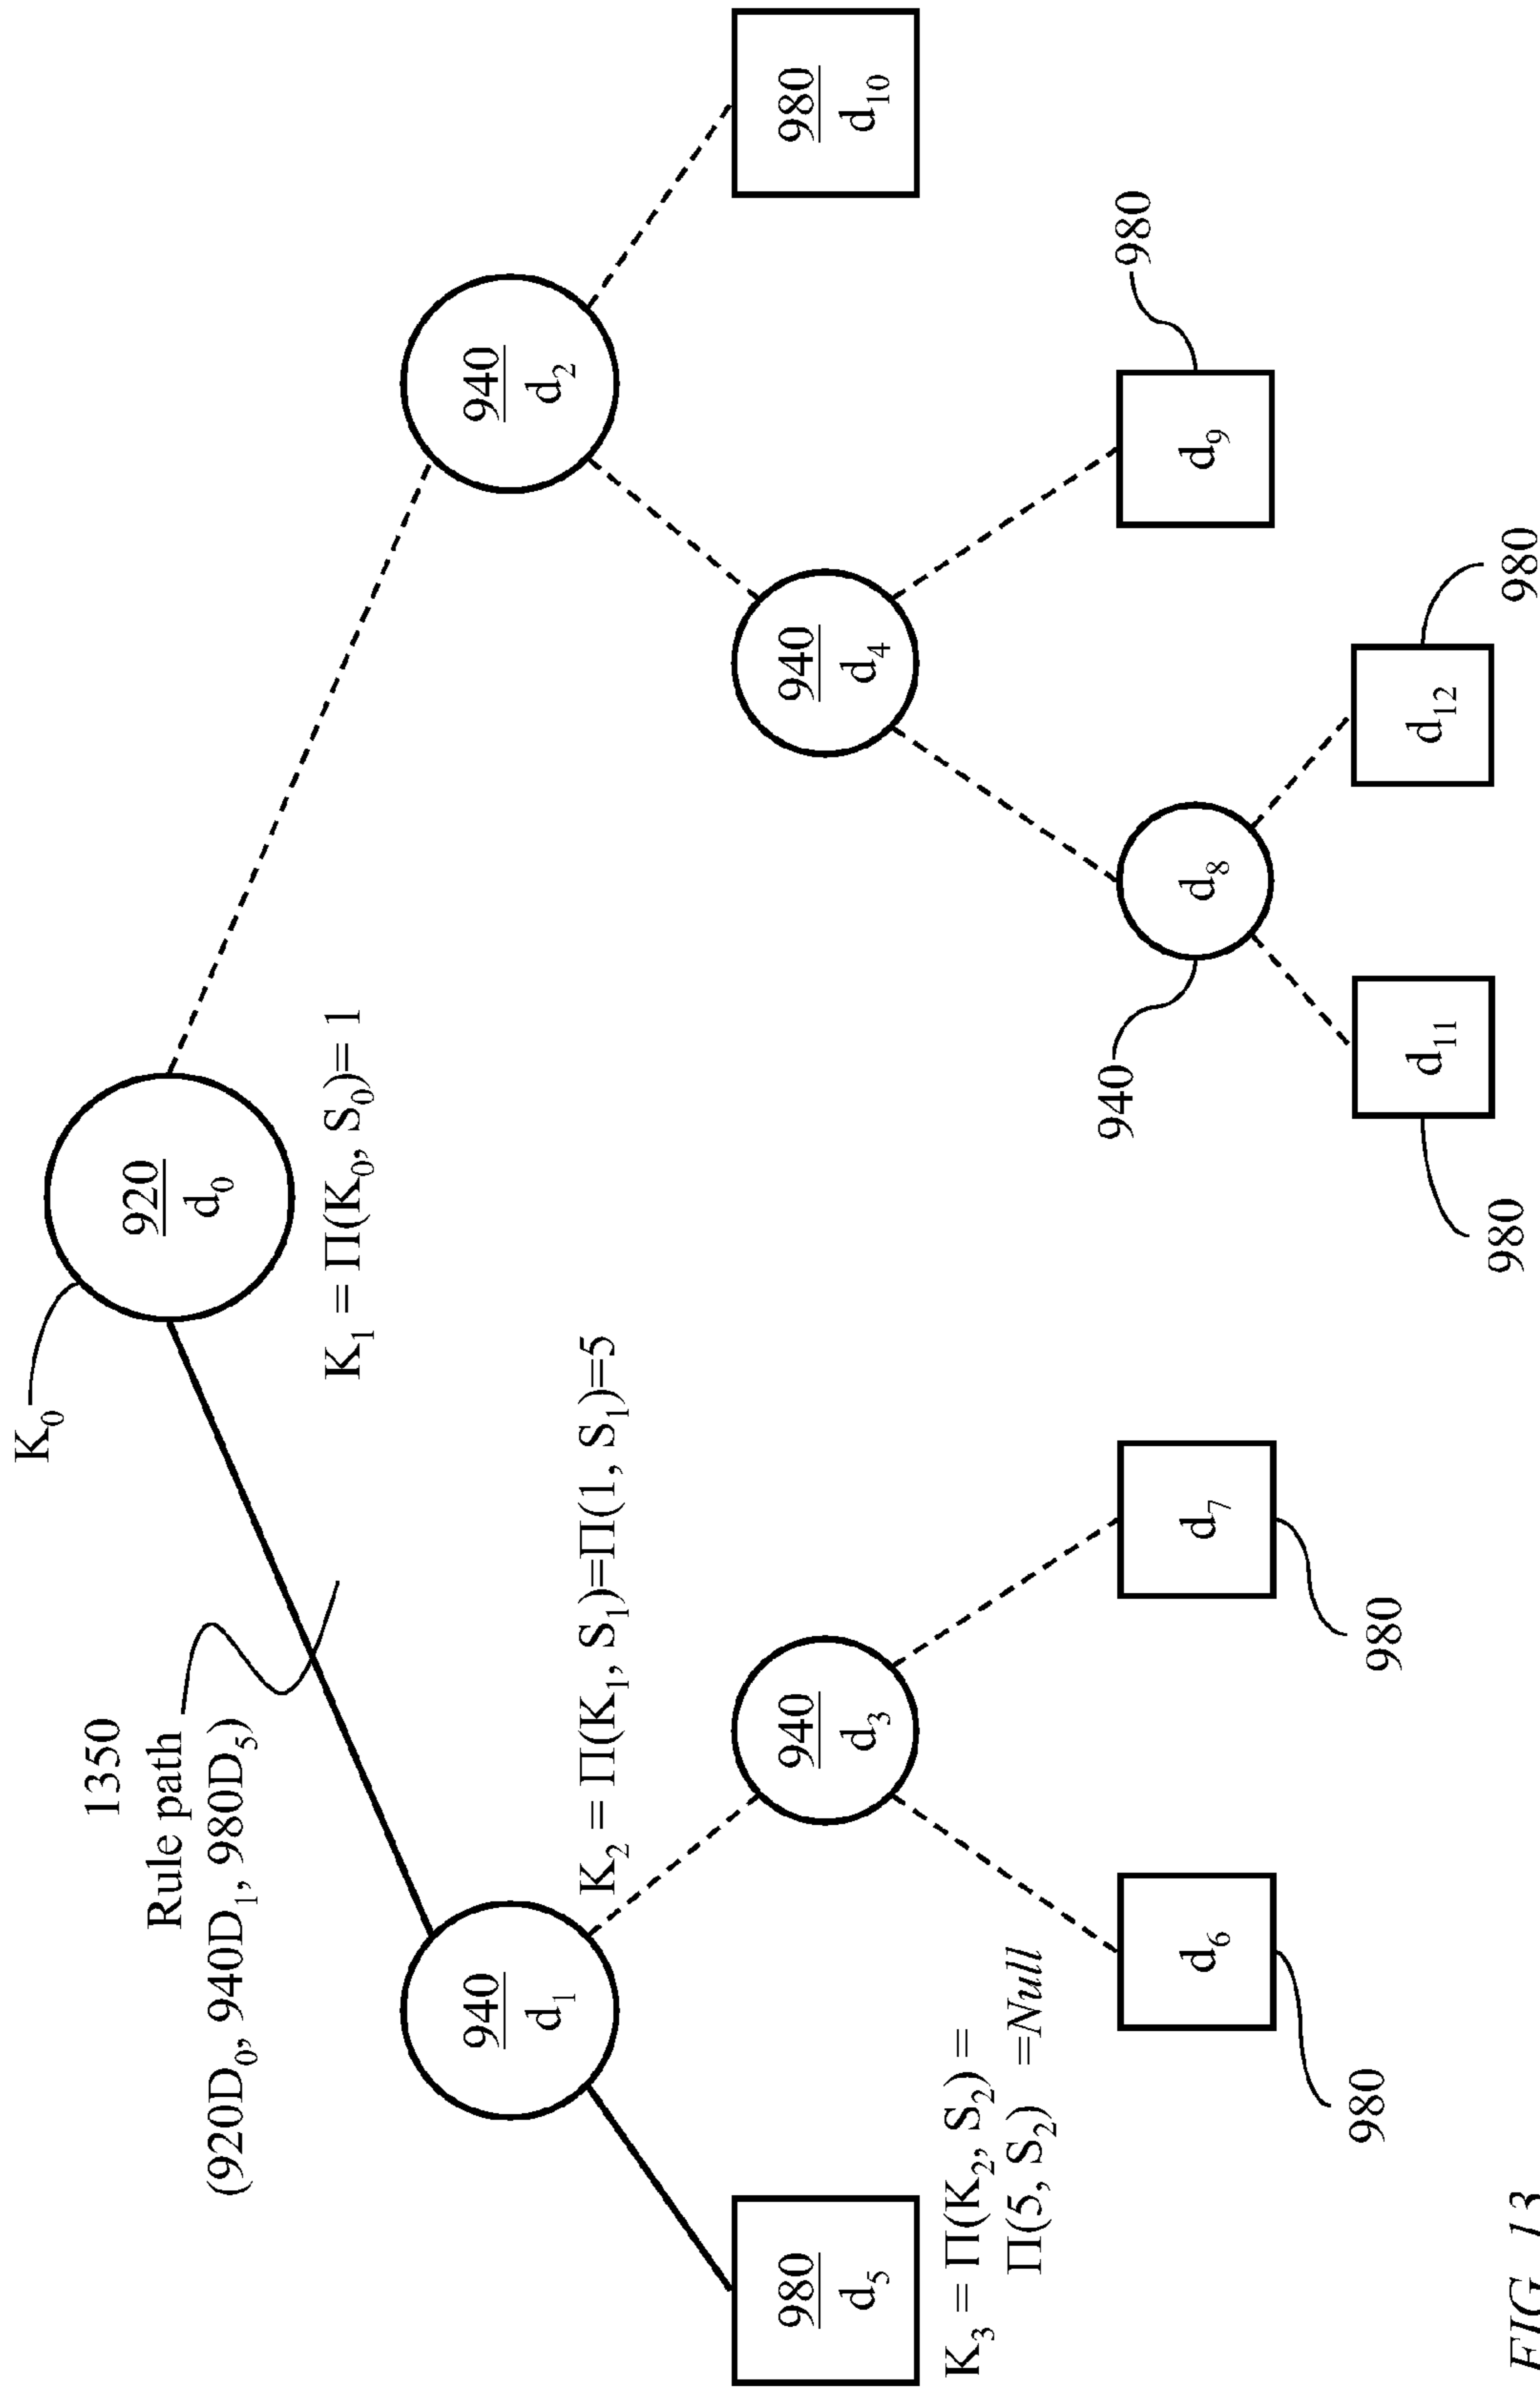 K₀
920
d₀
1350
Rule path
(920D₀, 940D₁, 980D₅)
K₁ = Π(K₀, S₀)= 1
940
d₁
940
d₂
K₂ = Π(K₁, S₁)=Π(1, S₁)=5
980
d₅
940
d₃
940
d₄
980
d₁₀
K₃ = Π(K₂, S₂) =
Π(5, S₂) =Null
d₆
d₇
940
d₈
d₉
980
980
980
d₁₁
d₁₂
980
980
FIG. 13